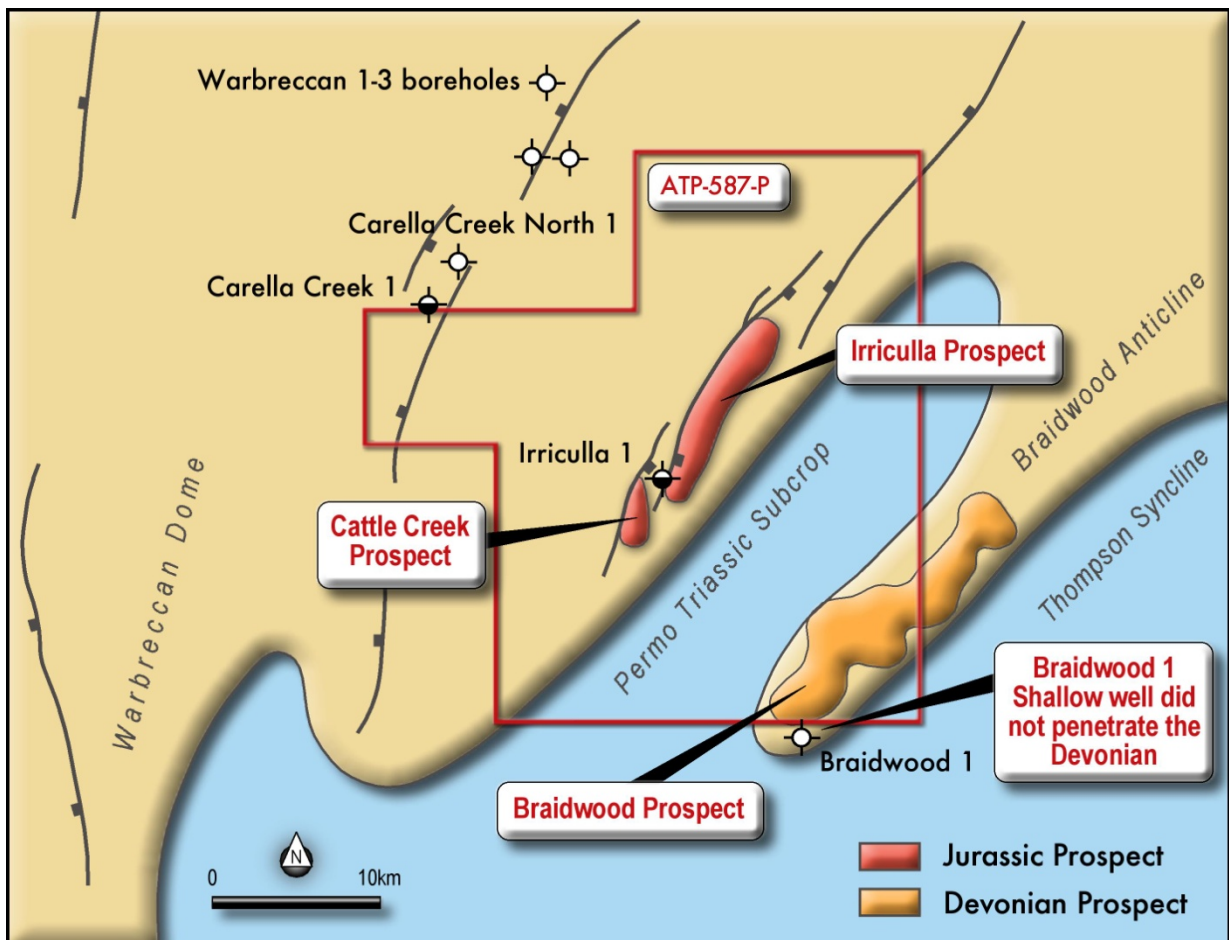 Warbreccan 1-3 boreholes
ATP-587-P
Carella Creek North 1
Carella Creek 1
Irriculla Prospect
Braidwood Anticline
Irriculla 1
Cattle Creek
Prospect
Permo Triassic Subcrop
Thompson Syncline
Warbreccan Dome
Braidwood 1
Shallow well did
not penetrate the
Devonian
Braidwood 1
Braidwood Prospect
N
0 10km
Jurassic Prospect
Devonian Prospect